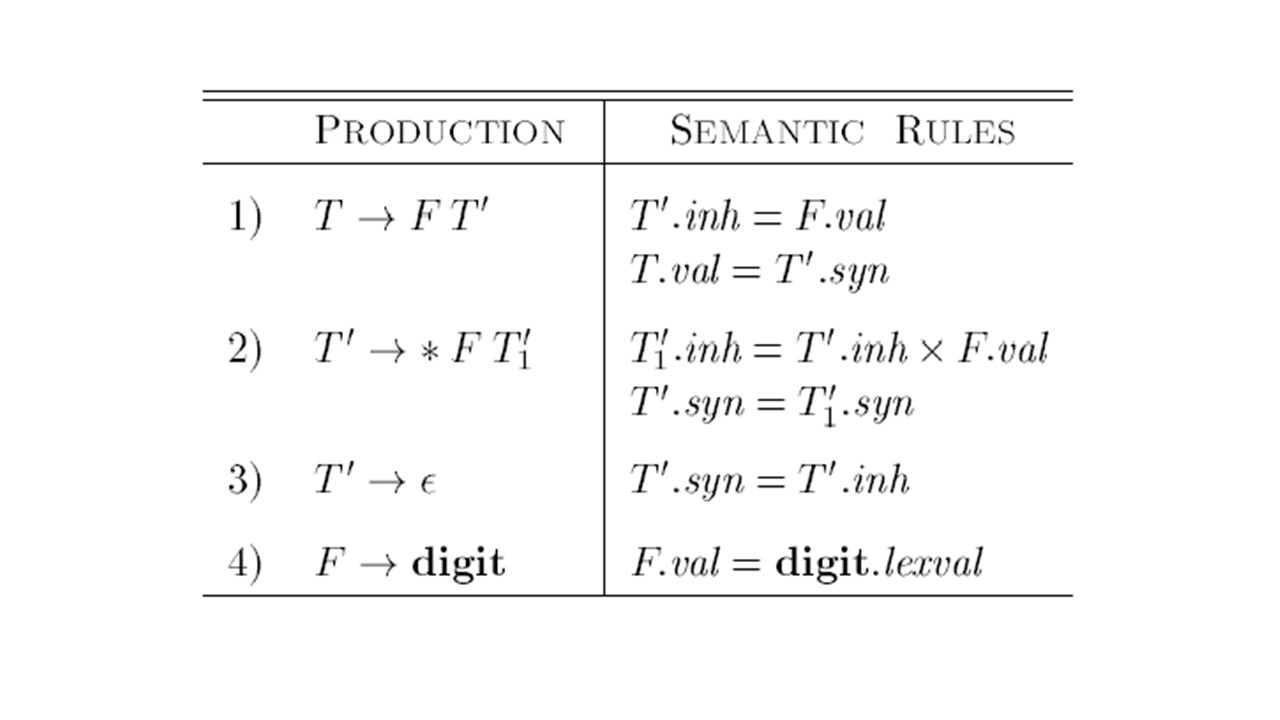 PRODUCTION SEMANTIC RULES
1) T → F T′ T′.inh = F.val
T.val = T′.syn
2) T′ → * F T′₁ T′₁.inh = T′.inh × F.val
T′.syn = T′₁.syn
3) T′ → ϵ T′.syn = T′.inh
4) F → digit F.val = digit.lexval